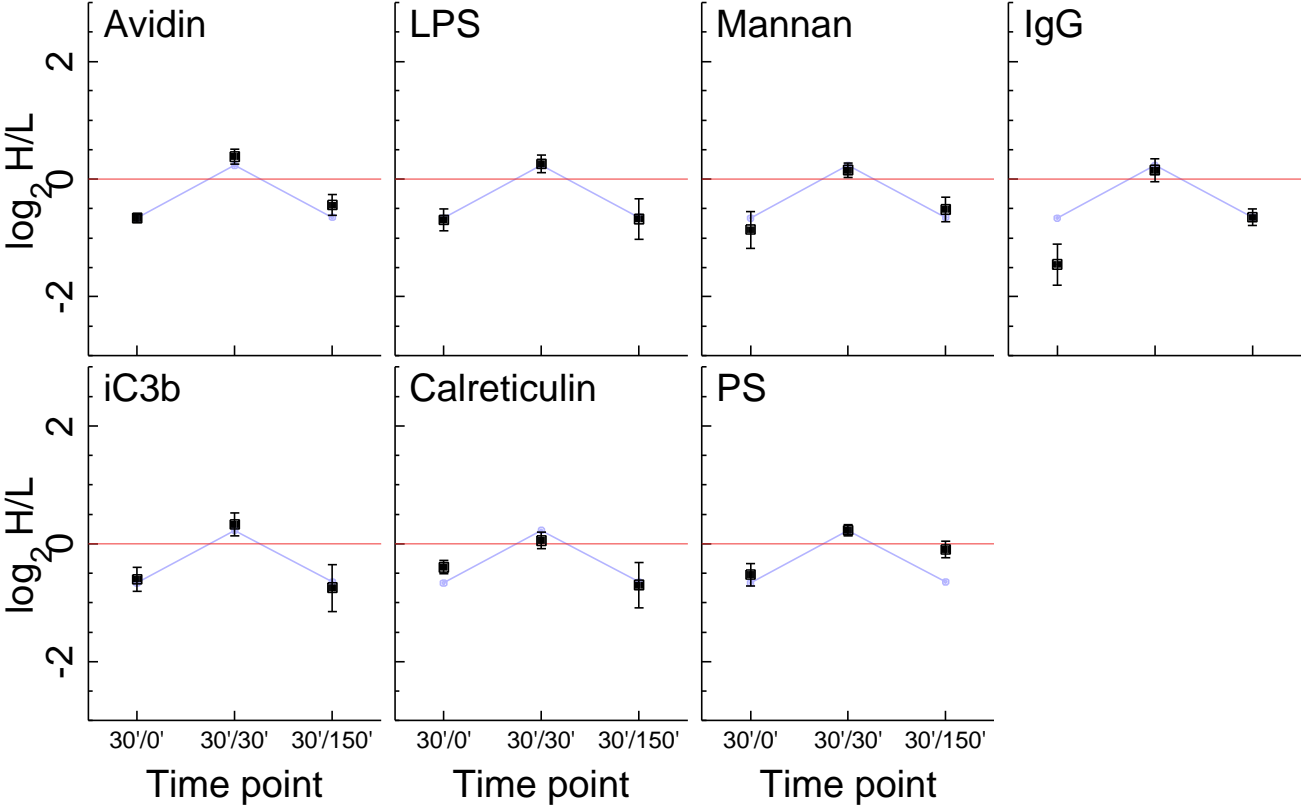 Avidin
LPS
Mannan
IgG
log2 H/L
2
0
-2
iC3b
Calreticulin
PS
log2 H/L
2
0
-2
30'/0' 30'/30' 30'/150'
30'/0' 30'/30' 30'/150'
30'/0' 30'/30' 30'/150'
Time point
Time point
Time point